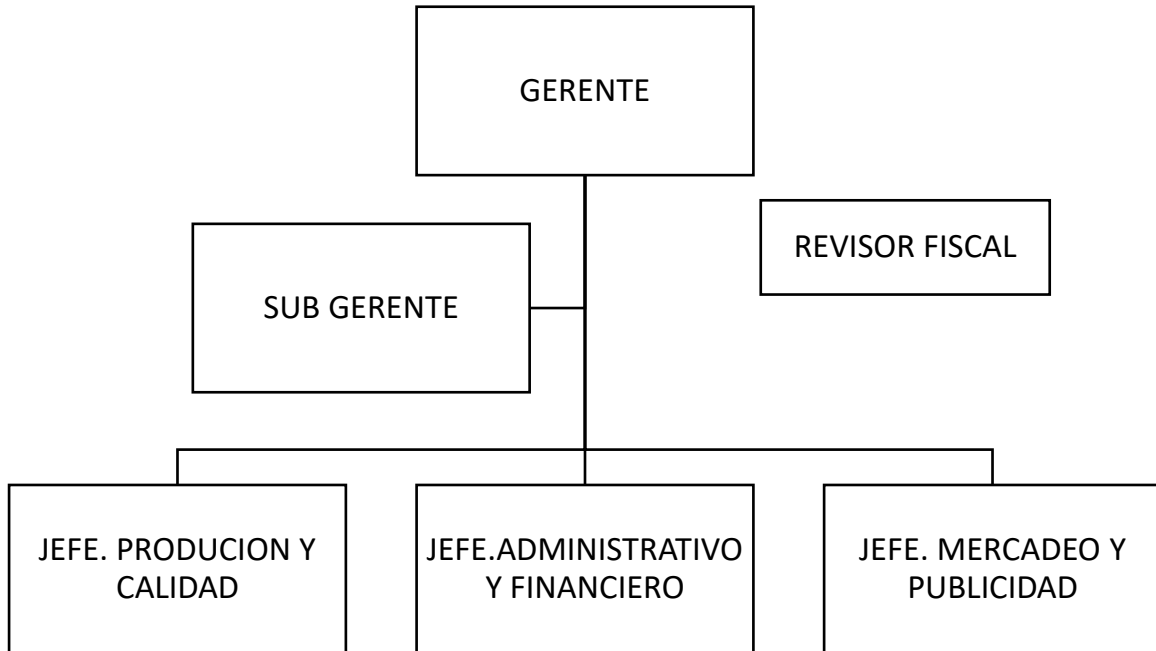 GERENTE
REVISOR FISCAL
SUB GERENTE
JEFE. PRODUCION Y
CALIDAD
JEFE.ADMINISTRATIVO
Y FINANCIERO
JEFE. MERCADEO Y
PUBLICIDAD